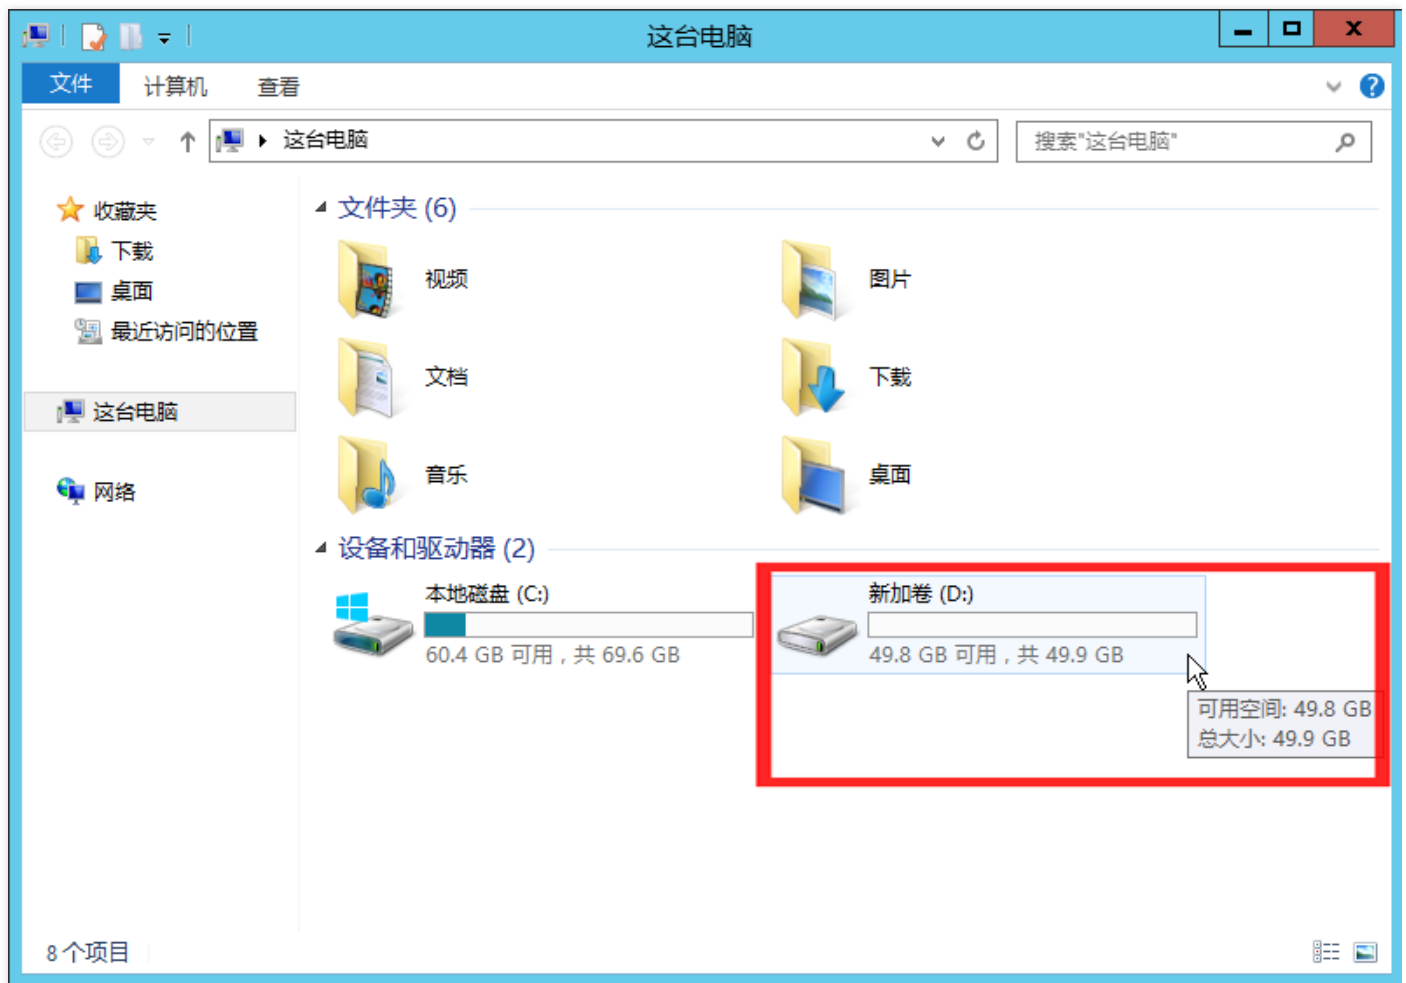 这台电脑
文件 计算机 查看
这台电脑 搜索"这台电脑"
收藏夹
下载
桌面
最近访问的位置
这台电脑
网络
文件夹 (6)
视频 图片
文档 下载
音乐 桌面
设备和驱动器 (2)
本地磁盘 (C:)
60.4 GB 可用，共 69.6 GB
新加卷 (D:)
49.8 GB 可用，共 49.9 GB
可用空间: 49.8 GB
总大小: 49.9 GB
8 个项目